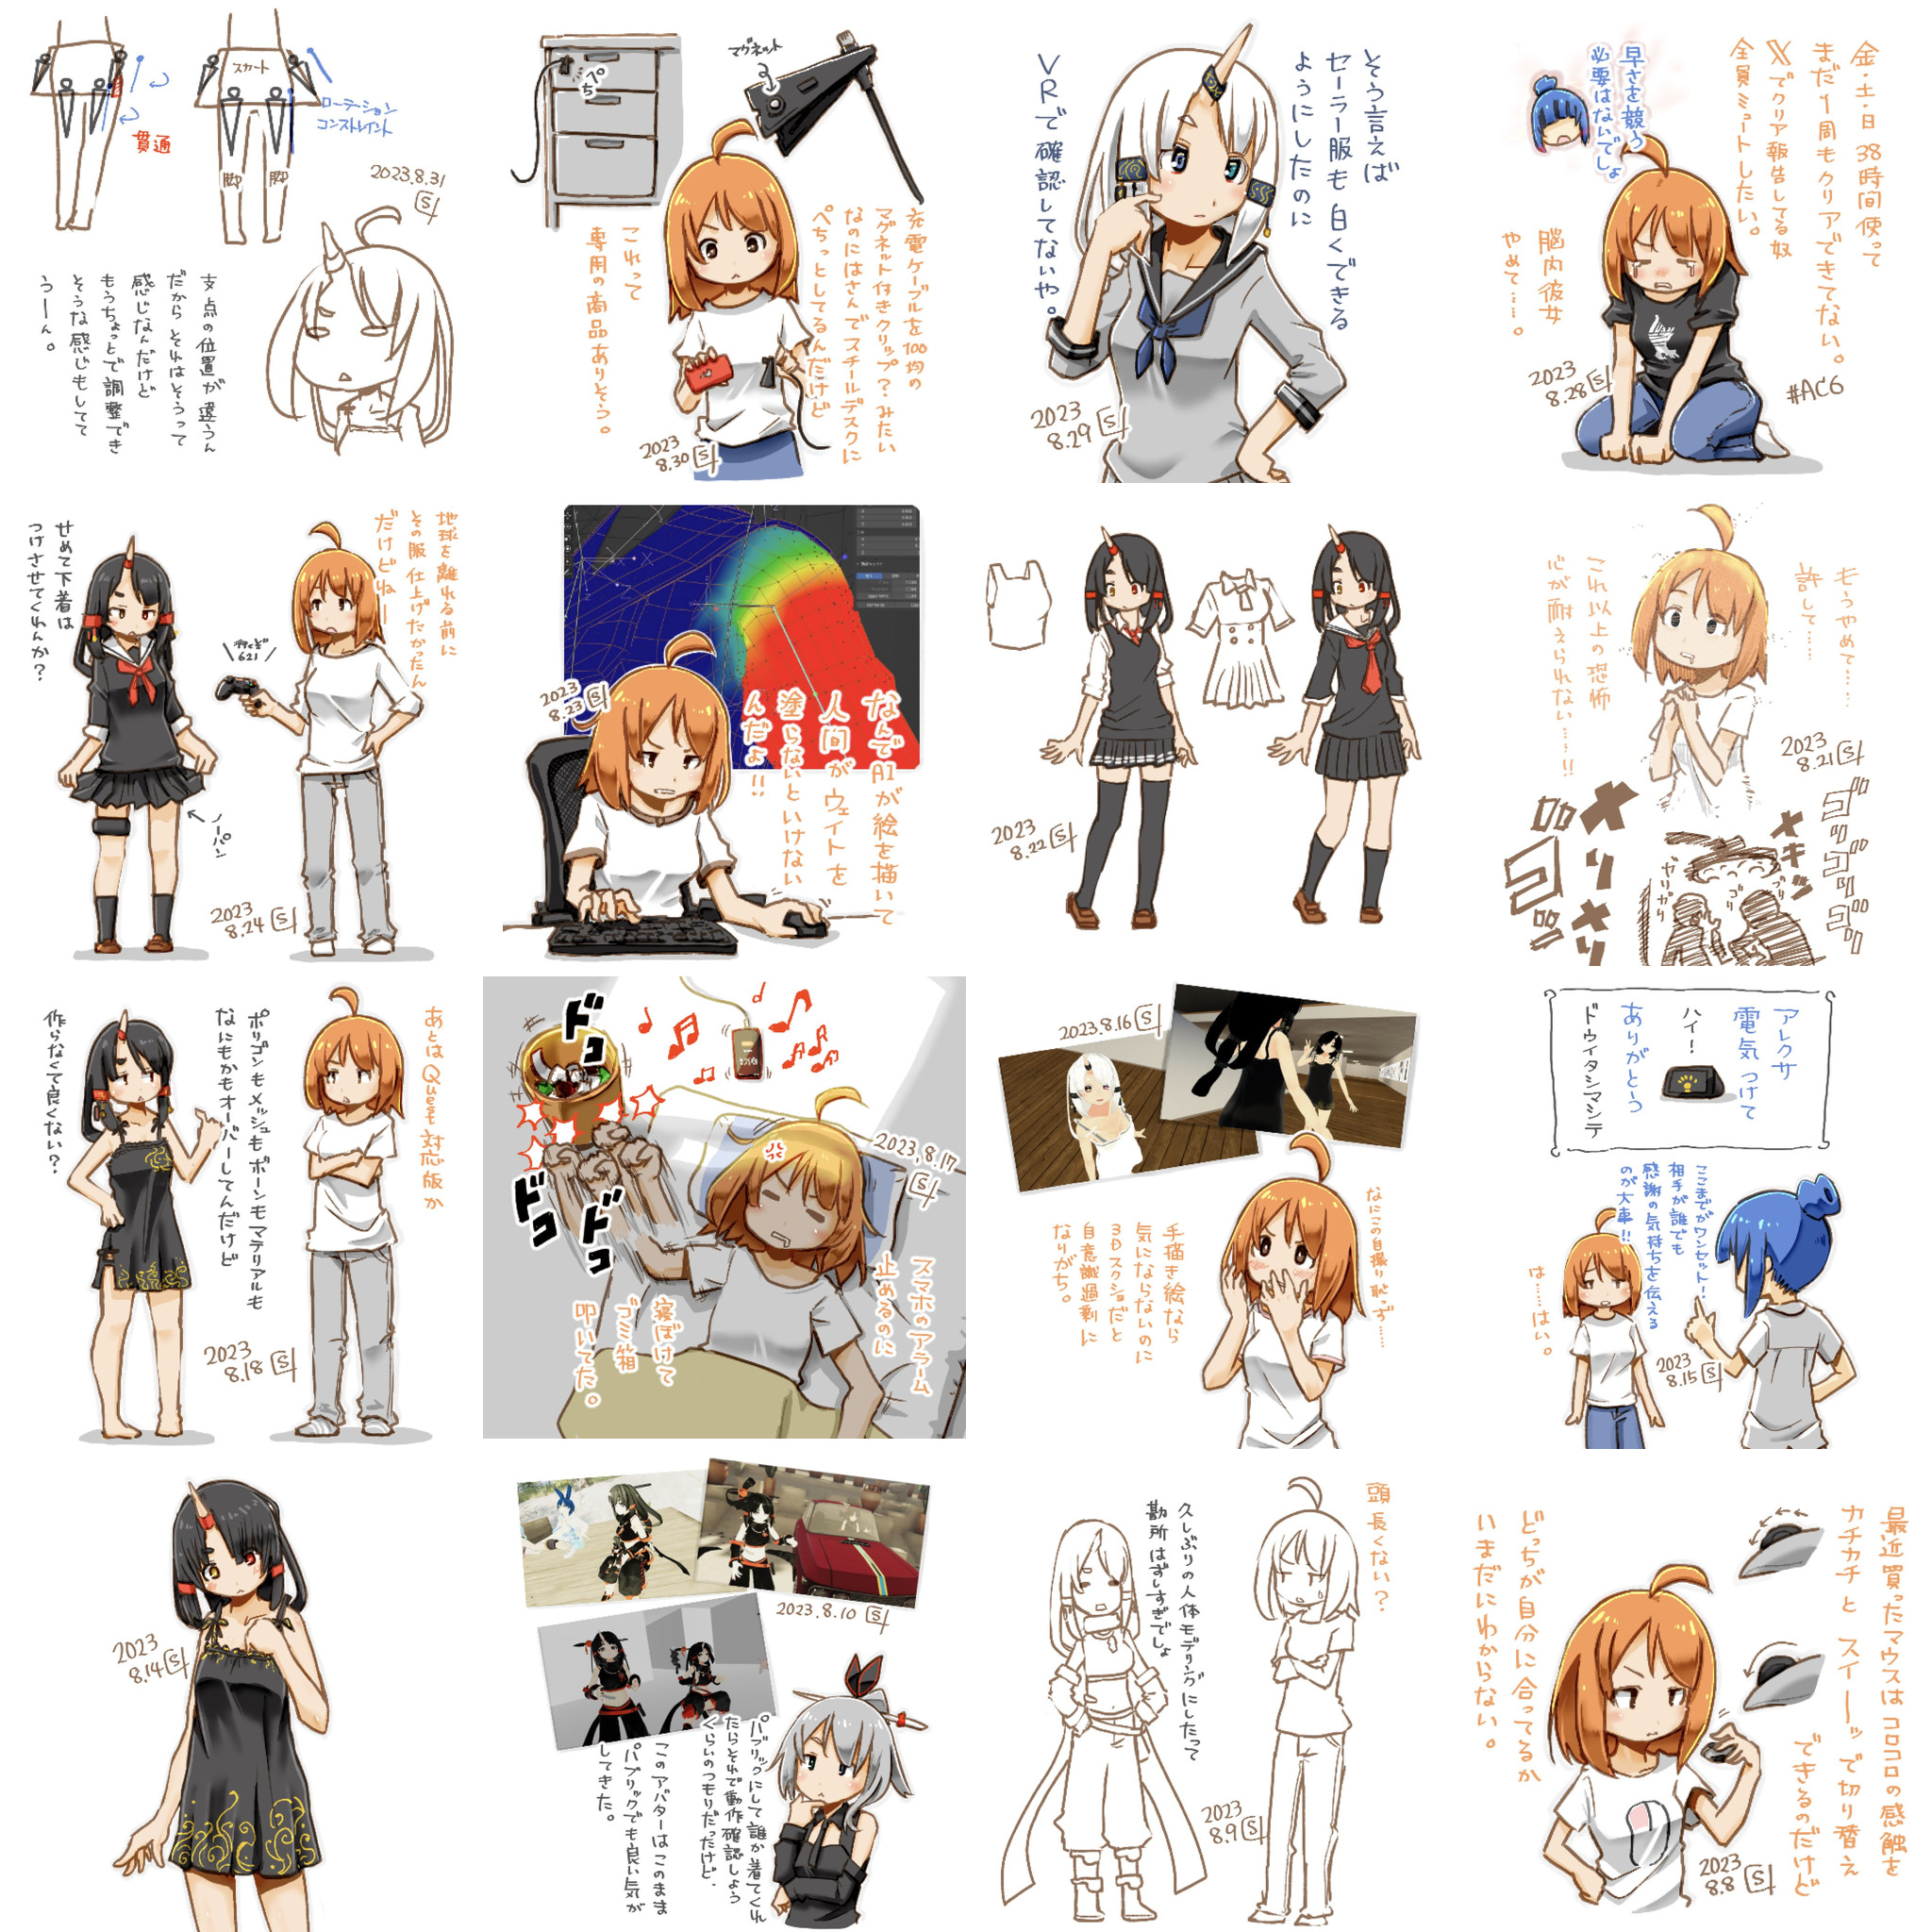 スカート
貫通
脚
脚
ローテーション
コンストレイント
2023.8.31
支点の位置が違うん
だからそれはそうって
感じなんだけど
もうちょっとで調整でき
そうな感じもしてて
うーん。
ぺち
マグネット
充電ケーブルを100均の
マグネット付きクリップ?みたい
なのにはさんでスチールデスクに
ぺちっとしてるんだけど
これって
専用の商品ありそう。
2023
8.30
そう言えば
セーラー服も白くできる
ようにしたのに
VRで確認してないや。
2023
8.29
金・土・日 38時間使って
まだ1周もクリアできてない。
Xでクリア報告してる奴
全員ミュートしたい。
早さを競う
必要はないでしょ
脳内彼女
やめて……。
2023
8.28
#AC6
地球を離れる前に
その服仕上げたかったん
だけどねー
せめて下着は
つけさせてくれんか?
行くぞ
621
ノーパン
2023
8.24
なんでAIが絵を描いて
人間がウェイトを
塗らないといけない
んだよ!!
2023
8.23
2023
8.22
もうやめて……
許して……
これ以上の恐怖
心が耐えられない……!!
2023
8.21
ゴゴゴゴ
メリメリ
メキ
ガリガリ
ゴリ
あとはQuest対応版か
ポリゴンもメッシュもボーンもマテリアルも
なにもかもオーバーしてんだけど
作らなくて良くない?
2023
8.18
ドコ
ドコ
ドコ
2023.8.17
スマホのアラーム
止めるのに
寝ぼけて
ゴミ箱
叩いてた。
2023.8.16
なにこの自撮り恥っず……
手描き絵なら
気にならないのに
3Dスクショだと
自意識過剰に
なりがち。
アレクサ
電気つけて
ハイ!
ありがとう
ドウイタシマシテ
ここまでがワンセット!
相手が誰でも
感謝の気持ちを伝える
のが大事!!
は……はい。
2023
8.15
2023
8.14
2023.8.10
パブリックにして誰か着てくれ
たらそれで動作確認しよう
くらいのつもりだったけど、
このアバターはこのまま
パブリックでも良い気が
してきた。
頭長くない?
久しぶりの人体モデリングにしたって
勘所はずしすぎでしょ
2023
8.9
最近買ったマウスはコロコロの感触を
カチカチとスイーッで切り替え
できるのだけど
どっちが自分に合ってるか
いまだにわからない。
2023
8.8